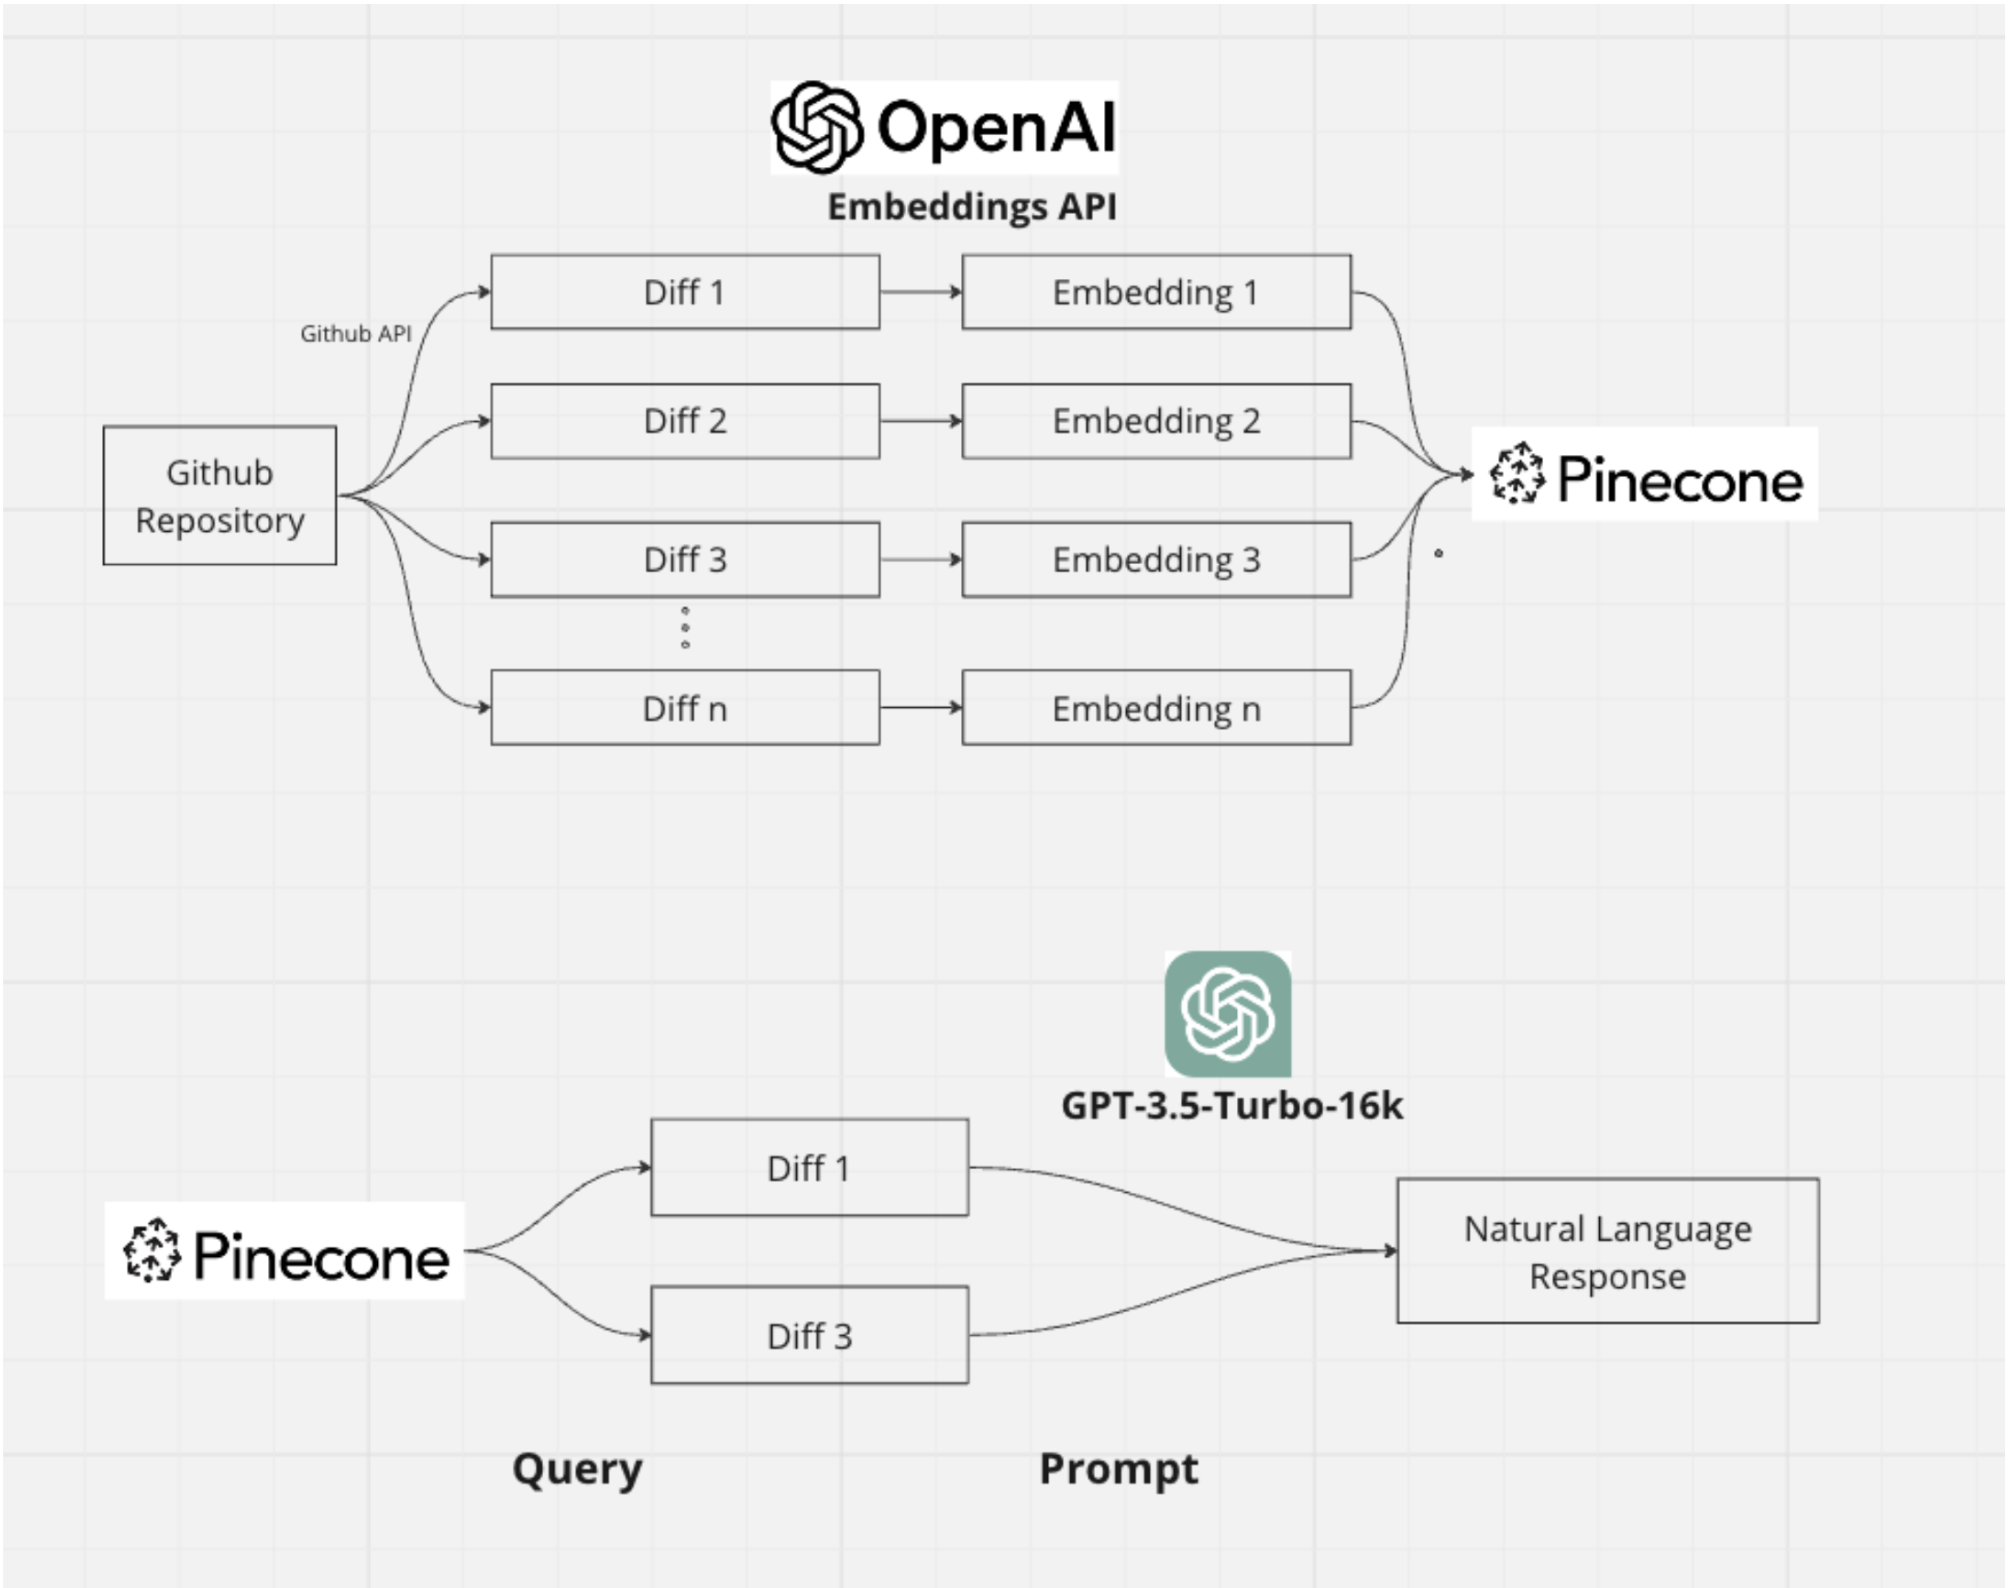 OpenAI
Embeddings API
Github API
Diff 1
Embedding 1
Diff 2
Embedding 2
Github
Repository
Pinecone
Diff 3
Embedding 3
Diff n
Embedding n
GPT-3.5-Turbo-16k
Diff 1
Pinecone
Natural Language
Response
Diff 3
Query
Prompt